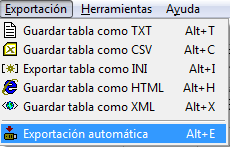 Exportación Herramientas Ayuda
Guardar tabla como TXT Alt+T
Guardar tabla como CSV Alt+C
Exportar tabla como INI Alt+I
Guardar tabla como HTML Alt+H
Guardar tabla como XML Alt+X
Exportación automática Alt+E